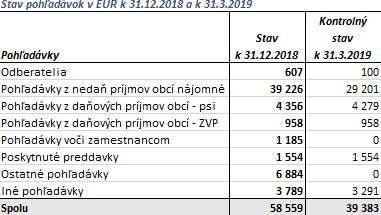 Stav pohľadávok v EUR k 31.12.2018 a k 31.3.2019
Pohľadávky Stav k 31.12.2018 Kontrolný stav k 31.3.2019
Odberatelia 607 100
Pohľadávky z nedaň príjmov obcí nájomné 39 226 29 201
Pohľadávky z daňových príjmov obcí - psi 4 356 4 279
Pohľadávky z daňových príjmov obcí - ZVP 958 958
Pohľadávky voči zamestnancom 1 185 0
Poskytnuté preddavky 1 554 1 554
Ostatné pohľadávky 6 884 0
Iné pohľadávky 3 789 3 291
Spolu 58 559 39 383